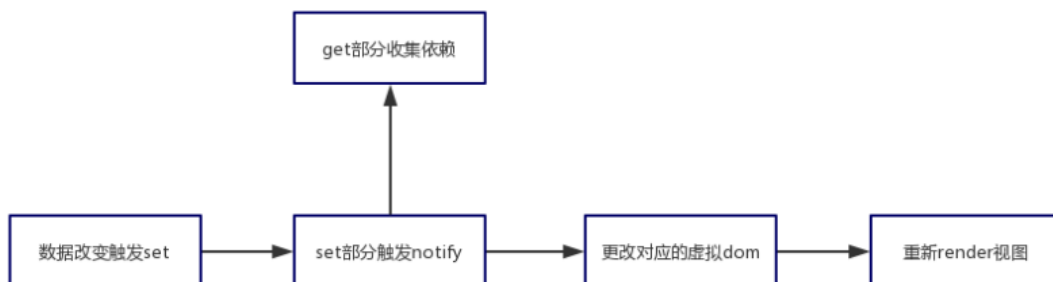 get部分收集依赖
数据改变触发set
set部分触发notify
更改对应的虚拟dom
重新render视图